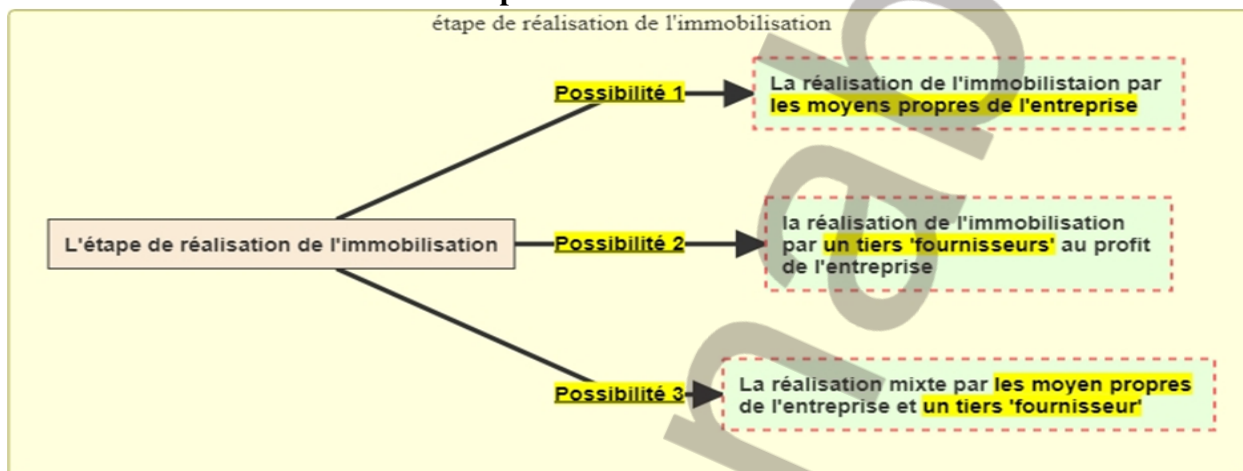 étape de réalisation de l'immobilisation
Possibilité 1
La réalisation de l'immobilistaion par
les moyens propres de l'entreprise
L'étape de réalisation de l'immobilisation
Possibilité 2
la réalisation de l'immobilisation
par un tiers 'fournisseurs' au profit
de l'entreprise
Possibilité 3
La réalisation mixte par les moyen propres
de l'entreprise et un tiers 'fournisseur'